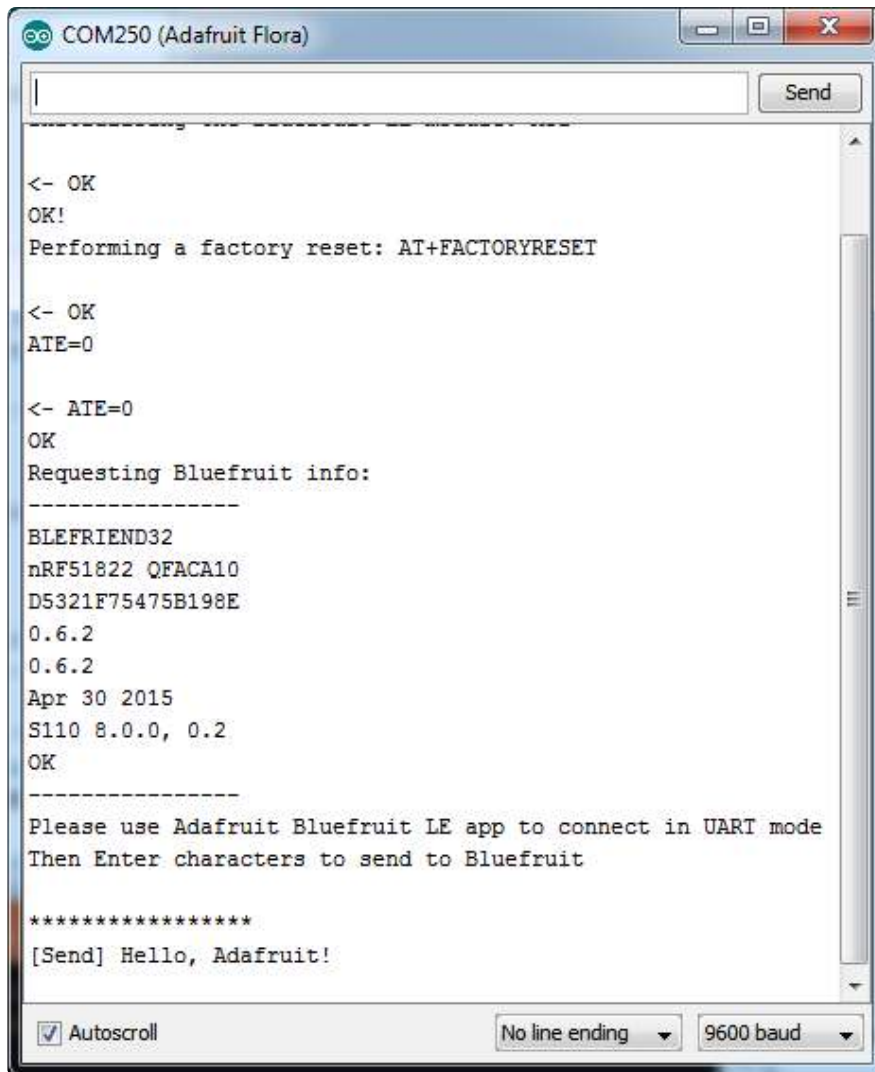 COM250 (Adafruit Flora)
Send
<- OK
OK!
Performing a factory reset: AT+FACTORYRESET
<- OK
ATE=0
<- ATE=0
OK
Requesting Bluefruit info:
----------------
BLEFRIEND32
nRF51822 QFACA10
D5321F75475B198E
0.6.2
0.6.2
Apr 30 2015
S110 8.0.0, 0.2
OK
----------------
Please use Adafruit Bluefruit LE app to connect in UART mode
Then Enter characters to send to Bluefruit
*****************
[Send] Hello, Adafruit!
Autoscroll
No line ending
9600 baud